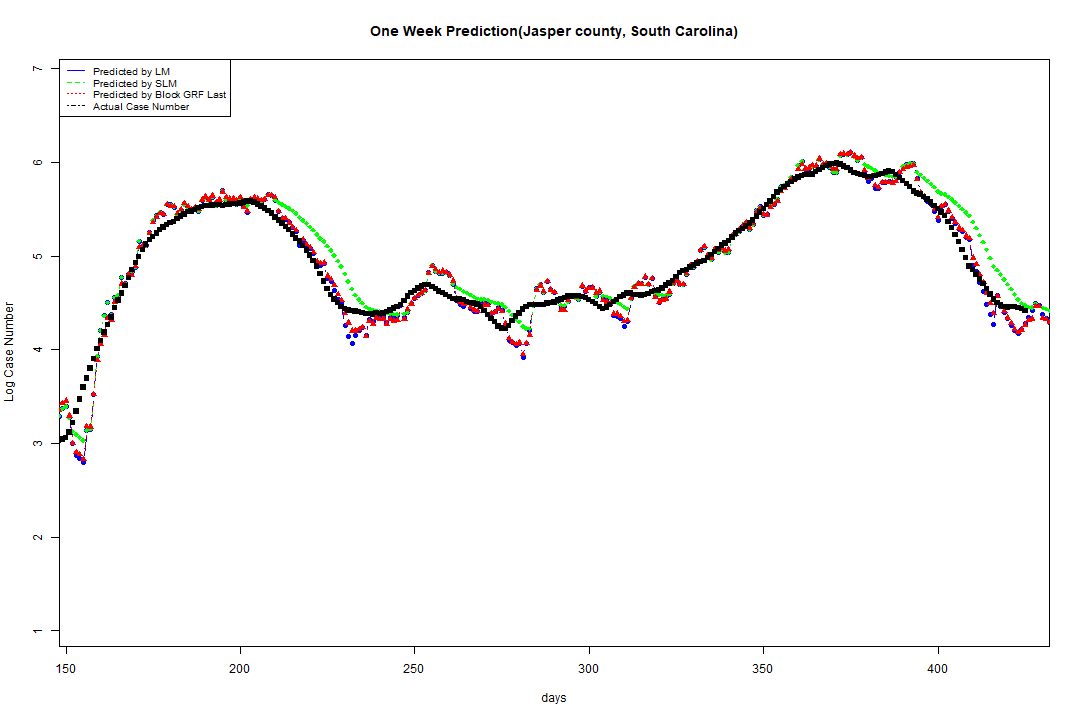 One Week Prediction(Jasper county, South Carolina)
Predicted by LM
Predicted by SLM
Predicted by Block GRF Last
Actual Case Number
7
6
5
4
3
2
1
Log Case Number
150 200 250 300 350 400
days